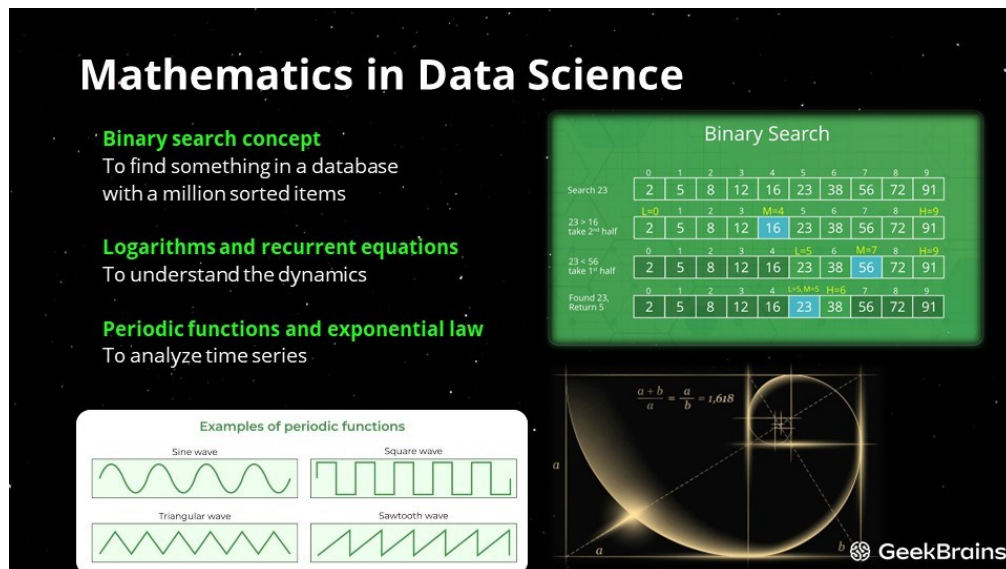 Mathematics in Data Science
Binary search concept
To find something in a database
with a million sorted items
Logarithms and recurrent equations
To understand the dynamics
Periodic functions and exponential law
To analyze time series
Binary Search
0 1 2 3 4 5 6 7 8 9
Search 23 2 5 8 12 16 23 38 56 72 91
L=0 1 2 3 M=4 5 6 7 8 H=9
23 > 16
take 2nd half
2 5 8 12 16 23 38 56 72 91
0 1 2 3 4 L=5 6 M=7 8 H=9
23 < 56
take 1st half
2 5 8 12 16 23 38 56 72 91
0 1 2 3 4 L=5, M=5 H=6 7 8 9
Found 23,
Return 5
2 5 8 12 16 23 38 56 72 91
Examples of periodic functions
Sine wave Square wave
Triangular wave Sawtooth wave
a + b / a = a / b = 1,618
a
a
b
GeekBrains